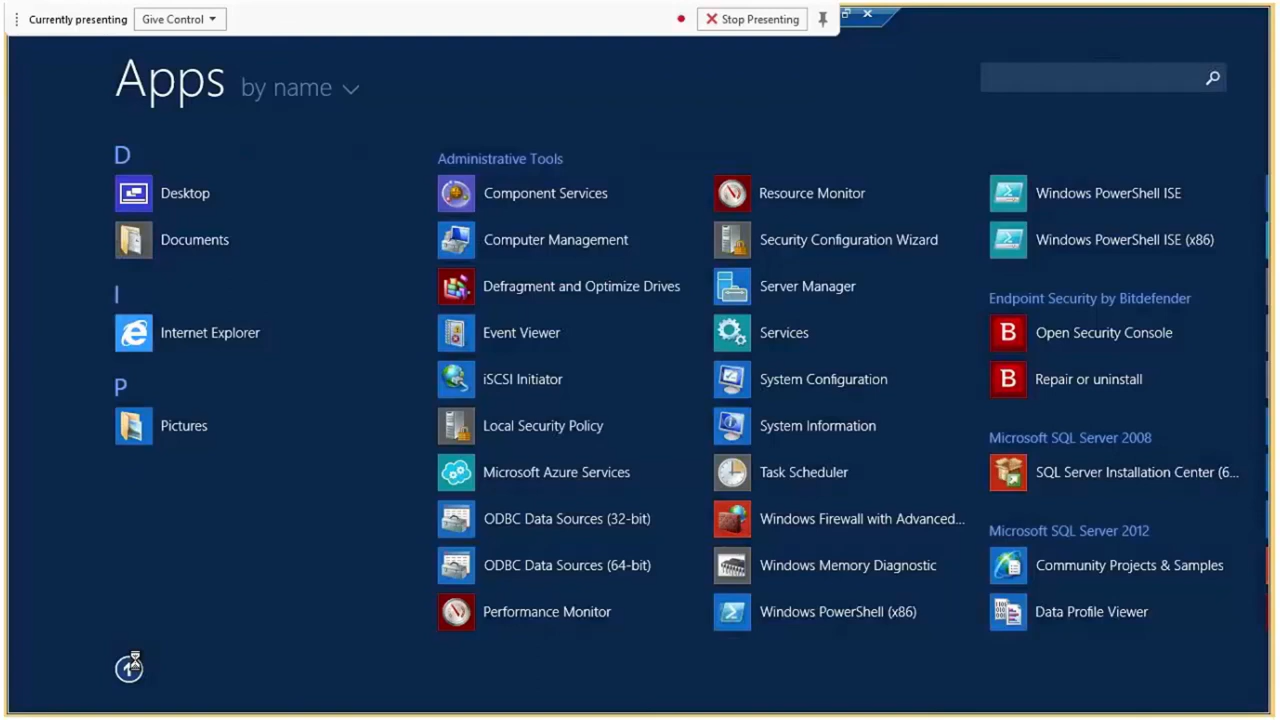 Currently presenting
Give Control
Stop Presenting
Apps by name
D
Desktop
Documents
I
Internet Explorer
P
Pictures
Administrative Tools
Component Services
Computer Management
Defragment and Optimize Drives
Event Viewer
iSCSI Initiator
Local Security Policy
Microsoft Azure Services
ODBC Data Sources (32-bit)
ODBC Data Sources (64-bit)
Performance Monitor
Resource Monitor
Security Configuration Wizard
Server Manager
Services
System Configuration
System Information
Task Scheduler
Windows Firewall with Advanced...
Windows Memory Diagnostic
Windows PowerShell (x86)
Windows PowerShell ISE
Windows PowerShell ISE (x86)
Endpoint Security by Bitdefender
B Open Security Console
B Repair or uninstall
Microsoft SQL Server 2008
SQL Server Installation Center (6...
Microsoft SQL Server 2012
Community Projects & Samples
Data Profile Viewer